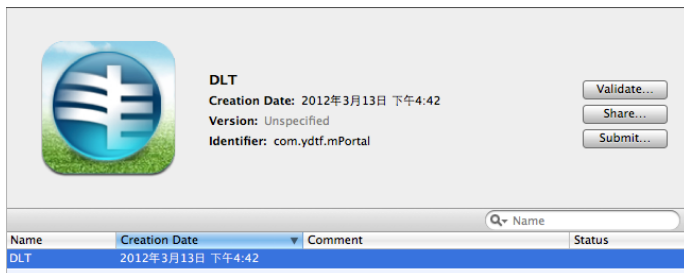 DLT
Creation Date: 2012年3月13日 下午4:42
Version: Unspecified
Identifier: com.ydtf.mPortal
Validate...
Share...
Submit...
Name
Name Creation Date Comment Status
DLT 2012年3月13日 下午4:42